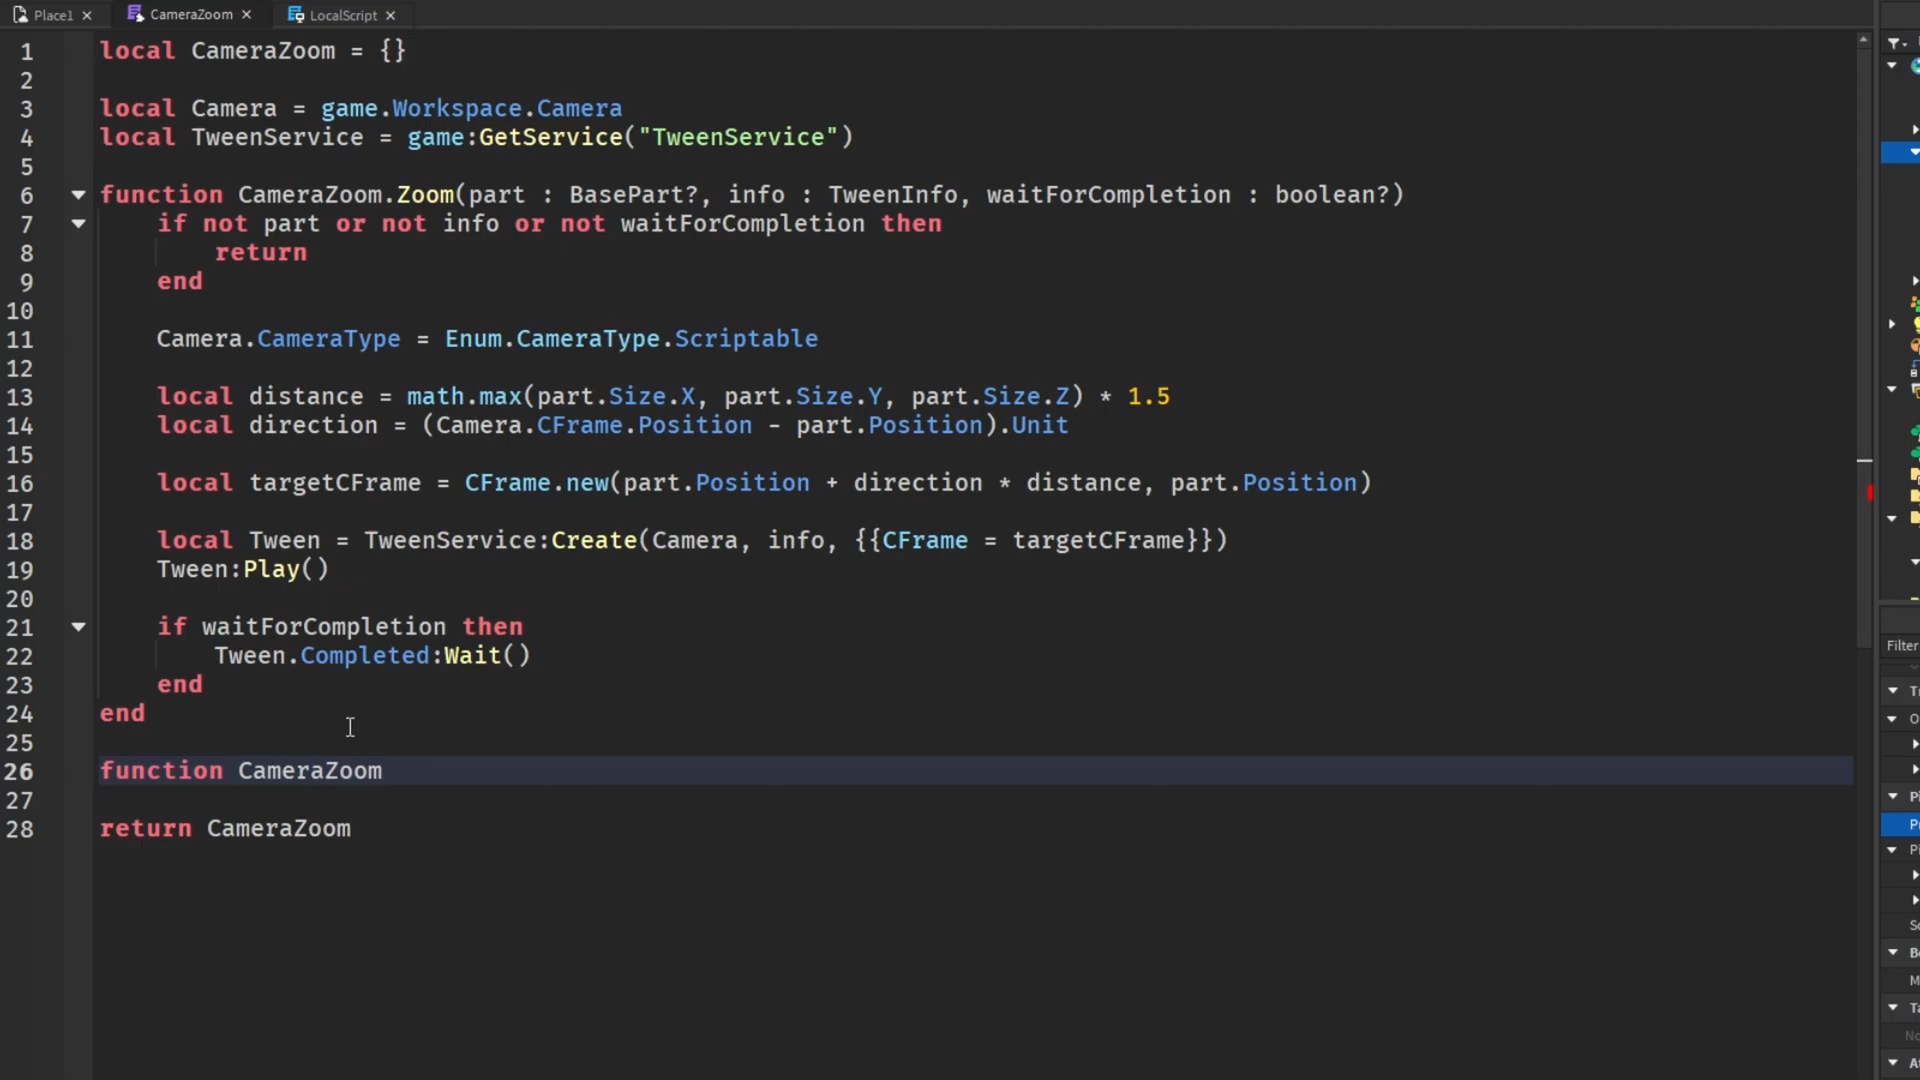 Place1 × CameraZoom × LocalScript ×
1 local CameraZoom = {}
2
3 local Camera = game.Workspace.Camera
4 local TweenService = game:GetService("TweenService")
5
6 function CameraZoom.Zoom(part : BasePart?, info : TweenInfo, waitForCompletion : boolean?)
7 if not part or not info or not waitForCompletion then
8 return
9 end
10
11 Camera.CameraType = Enum.CameraType.Scriptable
12
13 local distance = math.max(part.Size.X, part.Size.Y, part.Size.Z) * 1.5
14 local direction = (Camera.CFrame.Position - part.Position).Unit
15
16 local targetCFrame = CFrame.new(part.Position + direction * distance, part.Position)
17
18 local Tween = TweenService:Create(Camera, info, {{CFrame = targetCFrame}})
19 Tween:Play()
20
21 if waitForCompletion then
22 Tween.Completed:Wait()
23 end
24 end
25
26 function CameraZoom
27
28 return CameraZoom
Filter